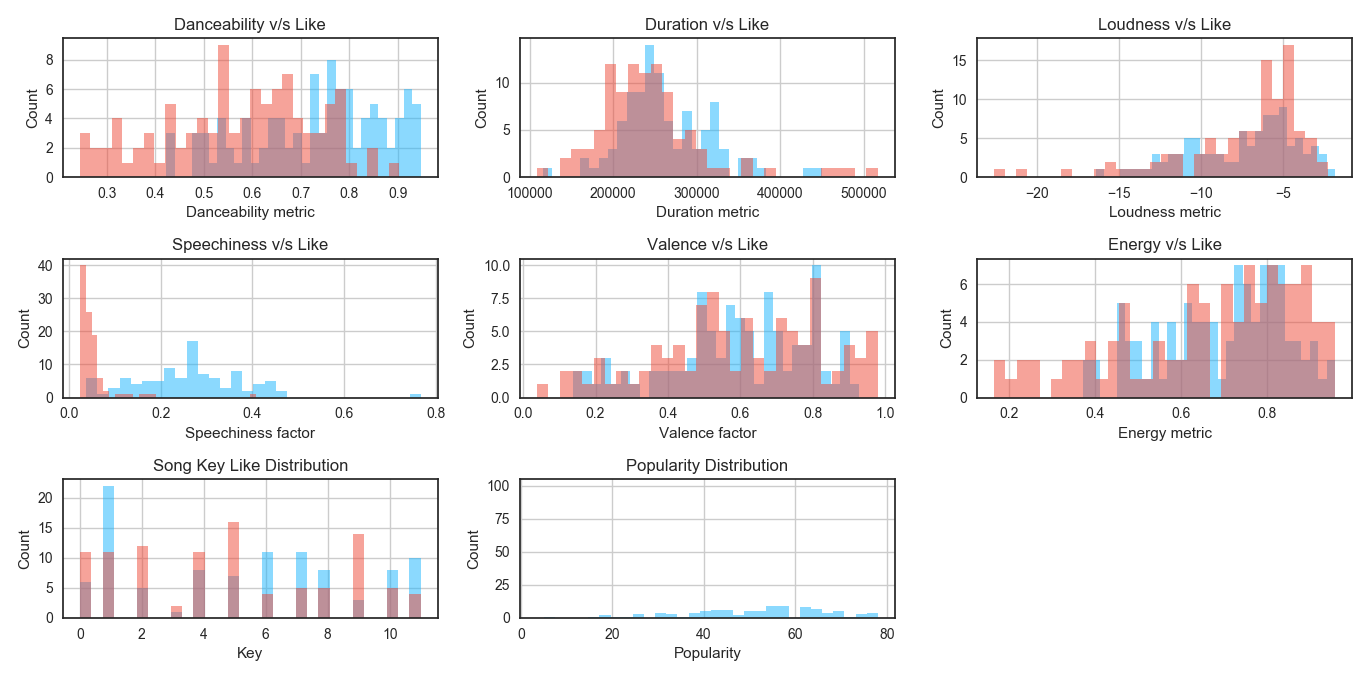 Danceability v/s Like
Count
8
6
4
2
0
0.3 0.4 0.5 0.6 0.7 0.8 0.9
Danceability metric
Duration v/s Like
Count
10
5
0
100000 200000 300000 400000 500000
Duration metric
Loudness v/s Like
Count
15
10
5
0
−20 −15 −10 −5
Loudness metric
Speechiness v/s Like
Count
40
30
20
10
0
0.0 0.2 0.4 0.6 0.8
Speechiness factor
Valence v/s Like
Count
10.0
7.5
5.0
2.5
0.0
0.0 0.2 0.4 0.6 0.8 1.0
Valence factor
Energy v/s Like
Count
6
4
2
0
0.2 0.4 0.6 0.8
Energy metric
Song Key Like Distribution
Count
20
15
10
5
0
0 2 4 6 8 10
Key
Popularity Distribution
Count
100
75
50
25
0
0 20 40 60 80
Popularity